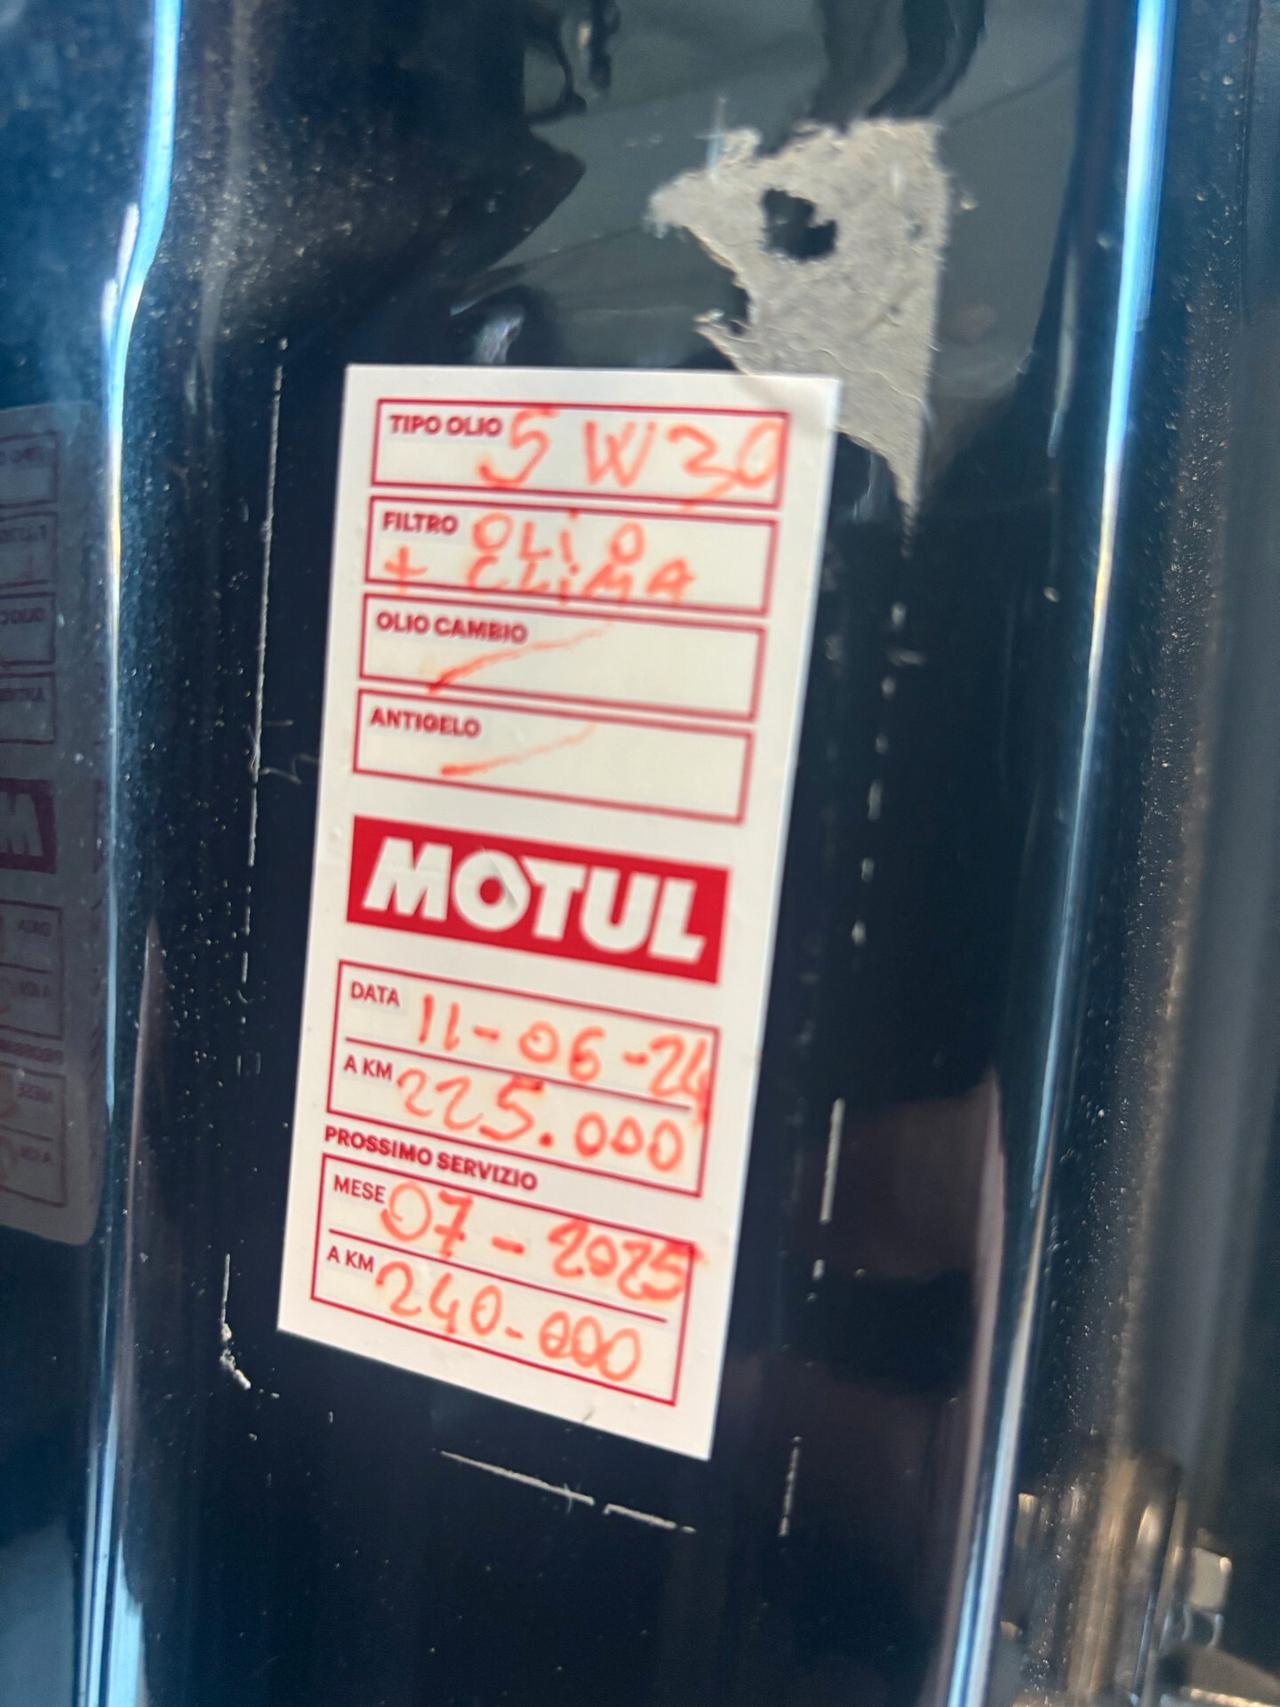 TIPO OLIO 5W30
FILTRO OLIO
+ CLIMA
OLIO CAMBIO
ANTIGELO
MOTUL
DATA 11-06-24
A KM 225.000
PROSSIMO SERVIZIO
MESE 07-2025
A KM 240-000